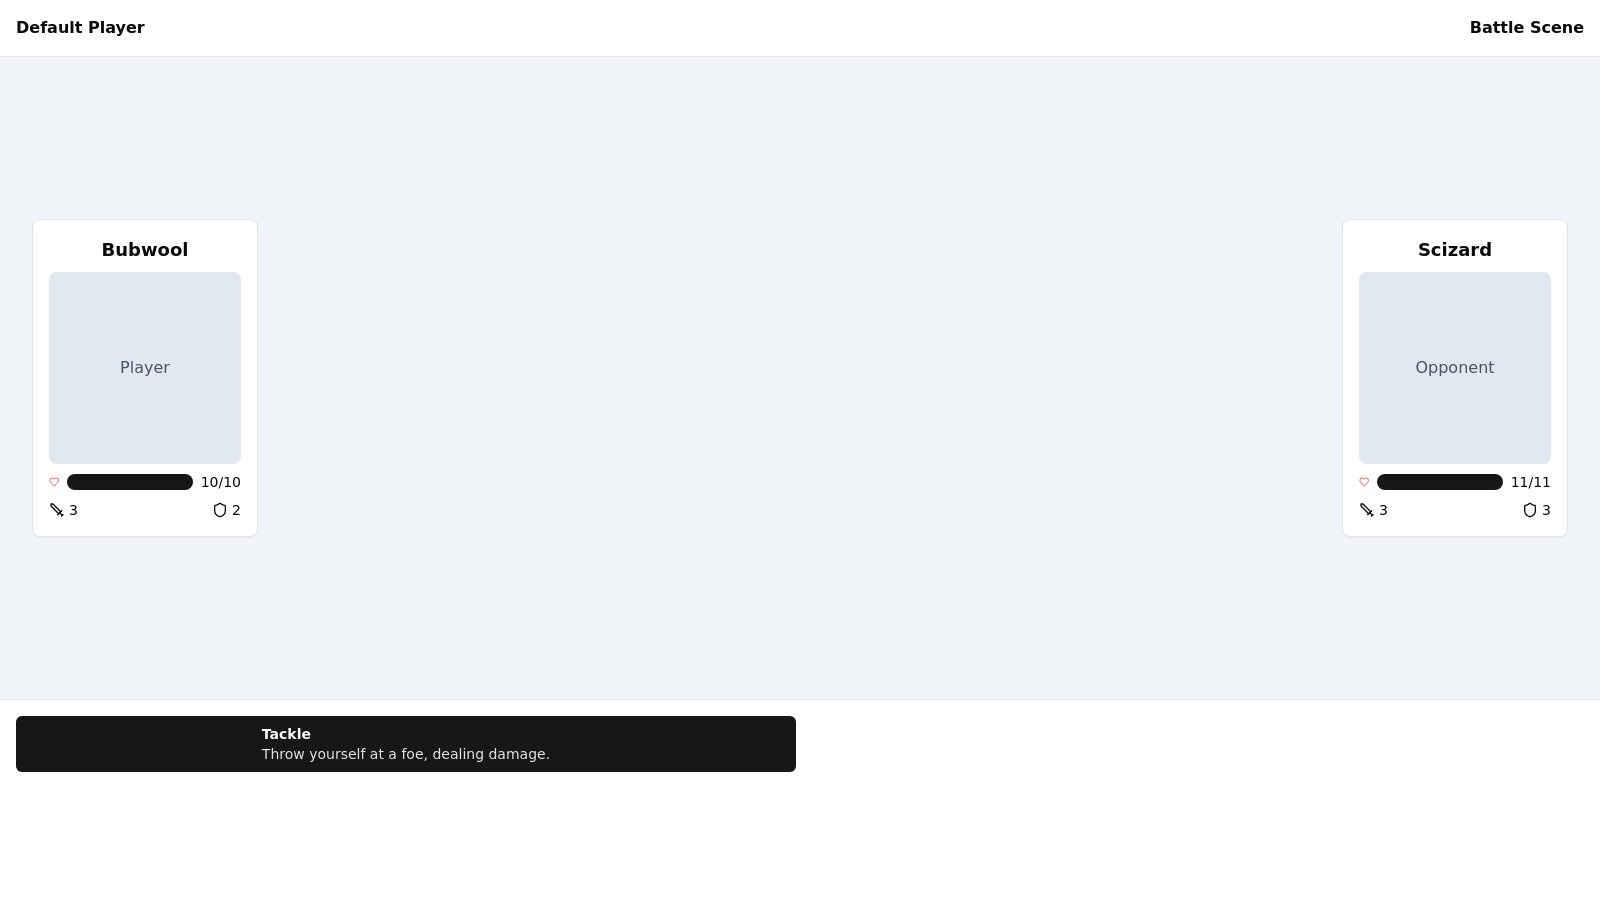 Default Player
Battle Scene
Bubwool
Player
10/10
3
2
Scizard
Opponent
11/11
3
3
Tackle
Throw yourself at a foe, dealing damage.